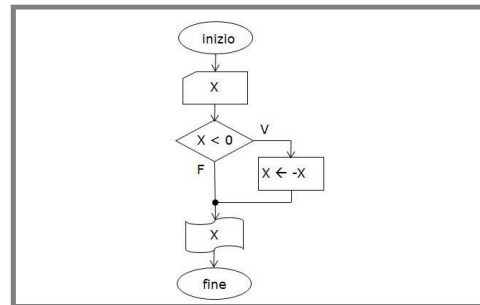 inizio
X
X < 0
V
F
X ← -X
X
fine